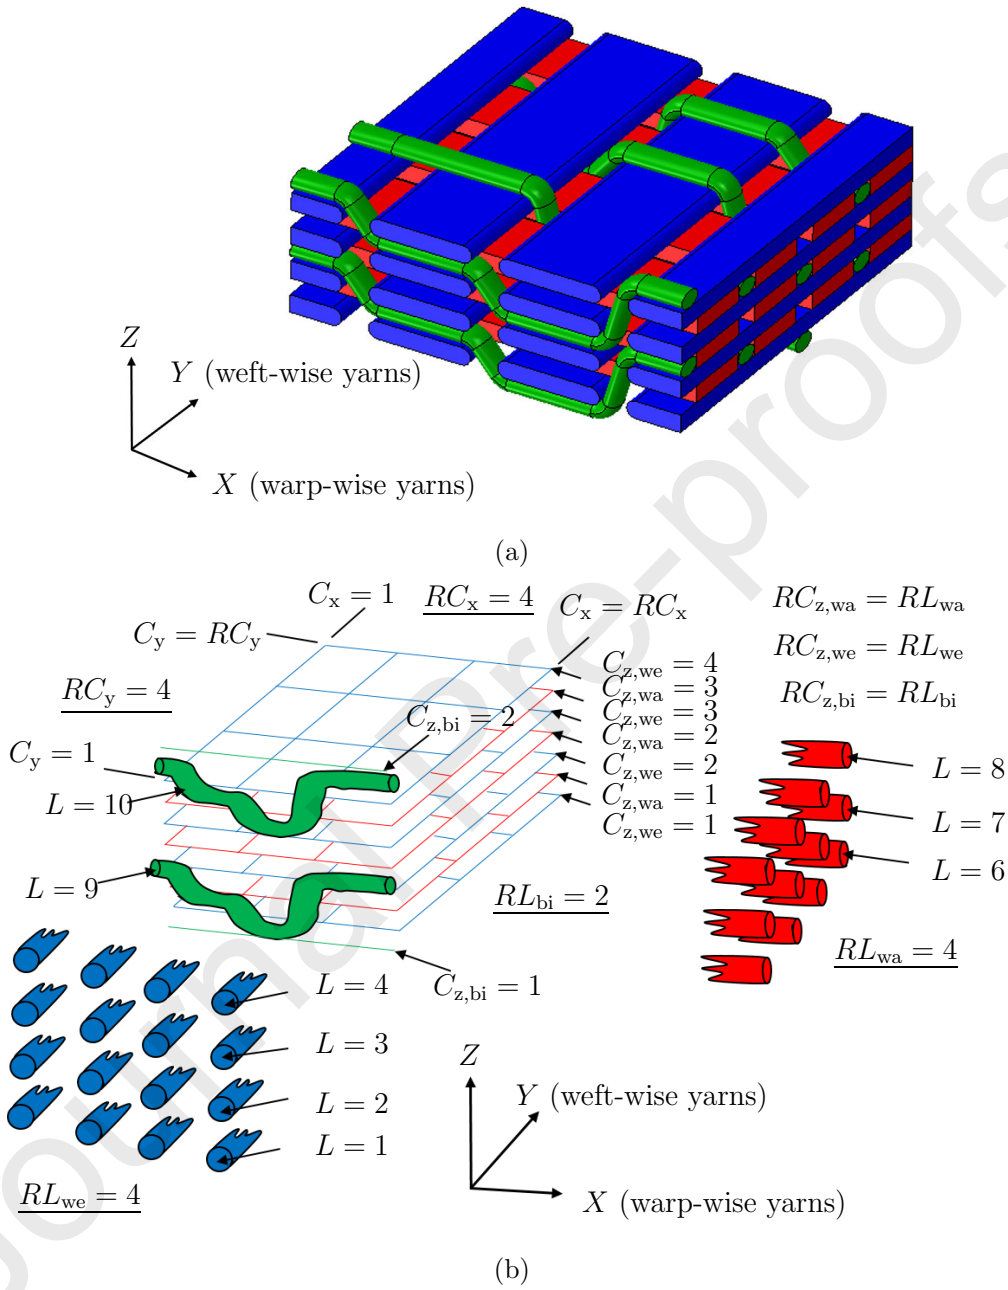 Z
Y (weft-wise yarns)
X (warp-wise yarns)
(a)
C_x = 1
RC_x = 4
C_x = RC_x
RC_z,wa = RL_wa
C_y = RC_y
C_z,we = 4
RC_z,we = RL_we
C_z,wa = 3
RC_y = 4
C_z,we = 3
RC_z,bi = RL_bi
C_z,bi = 2
C_z,wa = 2
C_y = 1
C_z,we = 2
L = 8
L = 10
C_z,wa = 1
L = 7
C_z,we = 1
L = 6
L = 9
RL_bi = 2
RL_wa = 4
L = 4
C_z,bi = 1
L = 3
Z
L = 2
Y (weft-wise yarns)
L = 1
RL_we = 4
X (warp-wise yarns)
(b)
Journal Pre-proofs